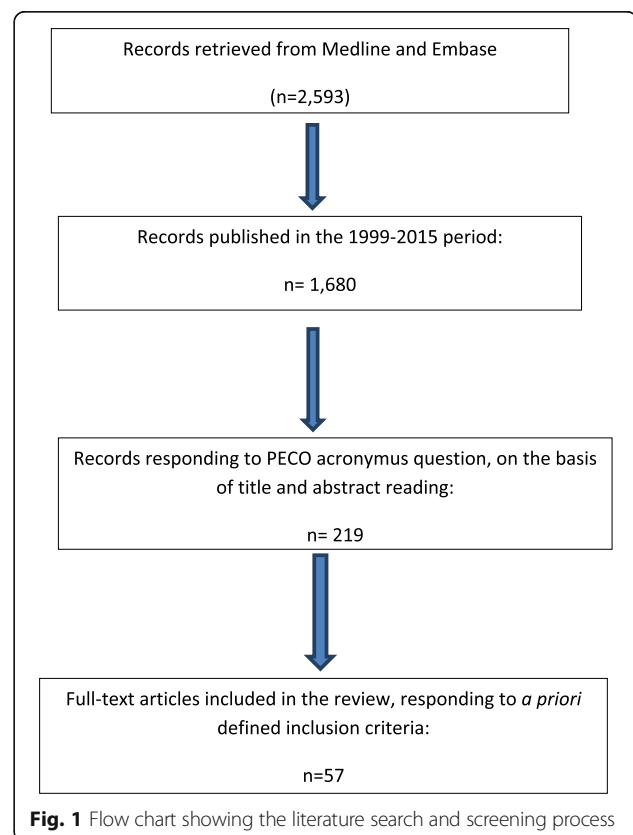 Records retrieved from Medline and Embase
(n=2,593)
Records published in the 1999-2015 period:
n= 1,680
Records responding to PECO acronymus question, on the basis
of title and abstract reading:
n= 219
Full-text articles included in the review, responding to a priori
defined inclusion criteria:
n=57
Fig. 1 Flow chart showing the literature search and screening process